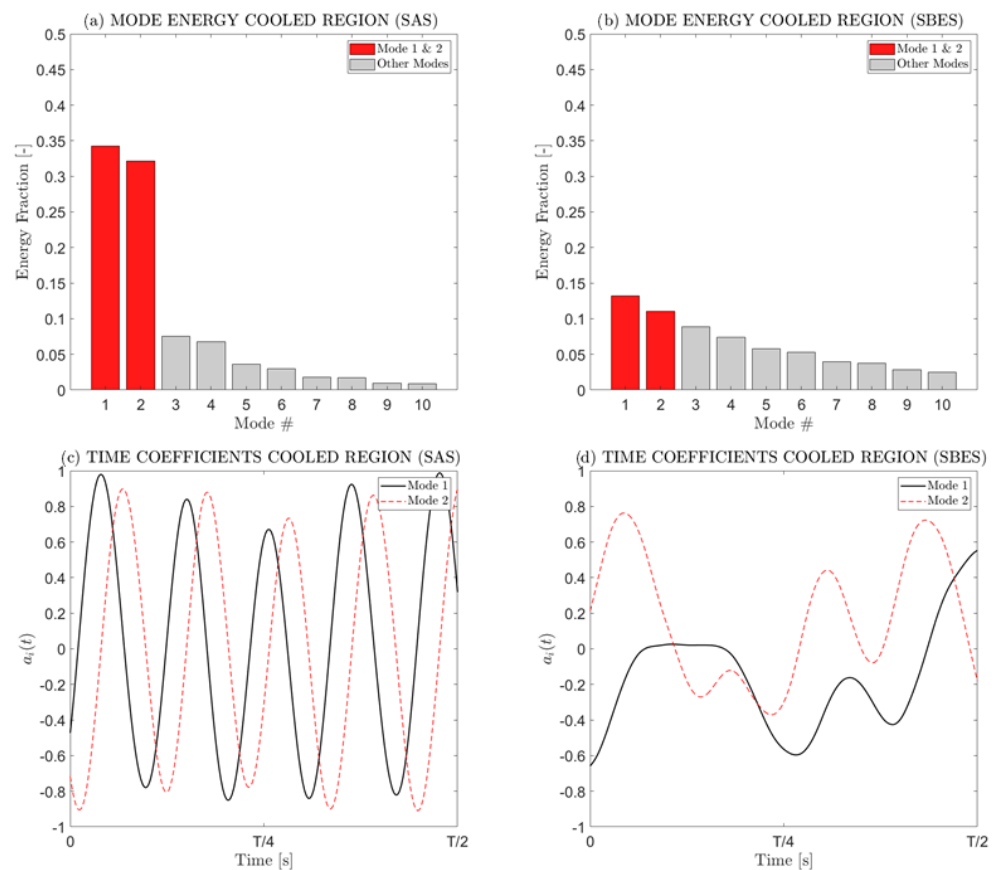 (a) MODE ENERGY COOLED REGION (SAS)
0.5
0.45
0.4
0.35
0.3
0.25
0.2
0.15
0.1
0.05
0
Energy Fraction [-]
Mode 1 & 2
Other Modes
1 2 3 4 5 6 7 8 9 10
Mode #
(b) MODE ENERGY COOLED REGION (SBES)
0.5
0.45
0.4
0.35
0.3
0.25
0.2
0.15
0.1
0.05
0
Energy Fraction [-]
Mode 1 & 2
Other Modes
1 2 3 4 5 6 7 8 9 10
Mode #
(c) TIME COEFFICIENTS COOLED REGION (SAS)
1
0.8
0.6
0.4
0.2
0
-0.2
-0.4
-0.6
-0.8
-1
a_i(t)
Mode 1
Mode 2
0 T/4 T/2
Time [s]
(d) TIME COEFFICIENTS COOLED REGION (SBES)
1
0.8
0.6
0.4
0.2
0
-0.2
-0.4
-0.6
-0.8
-1
a_i(t)
Mode 1
Mode 2
0 T/4 T/2
Time [s]